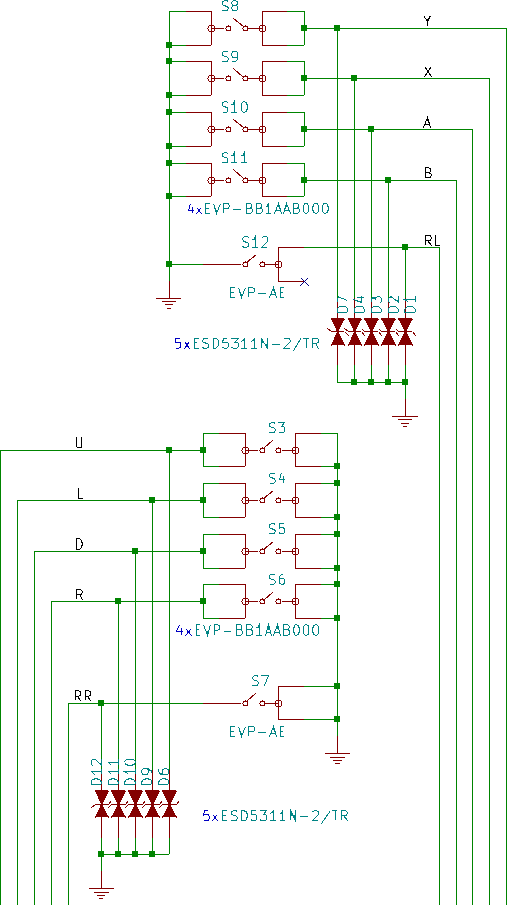 S8
Y
S9
X
S10
A
S11
B
4xEVP-BB1AAB000
S12
RL
EVP-AE
D7
D4
D3
D2
D1
5xESD5311N-2/TR
S3
U
S4
L
S5
D
S6
R
4xEVP-BB1AAB000
S7
RR
EVP-AE
D12
D11
D10
D9
D6
5xESD5311N-2/TR